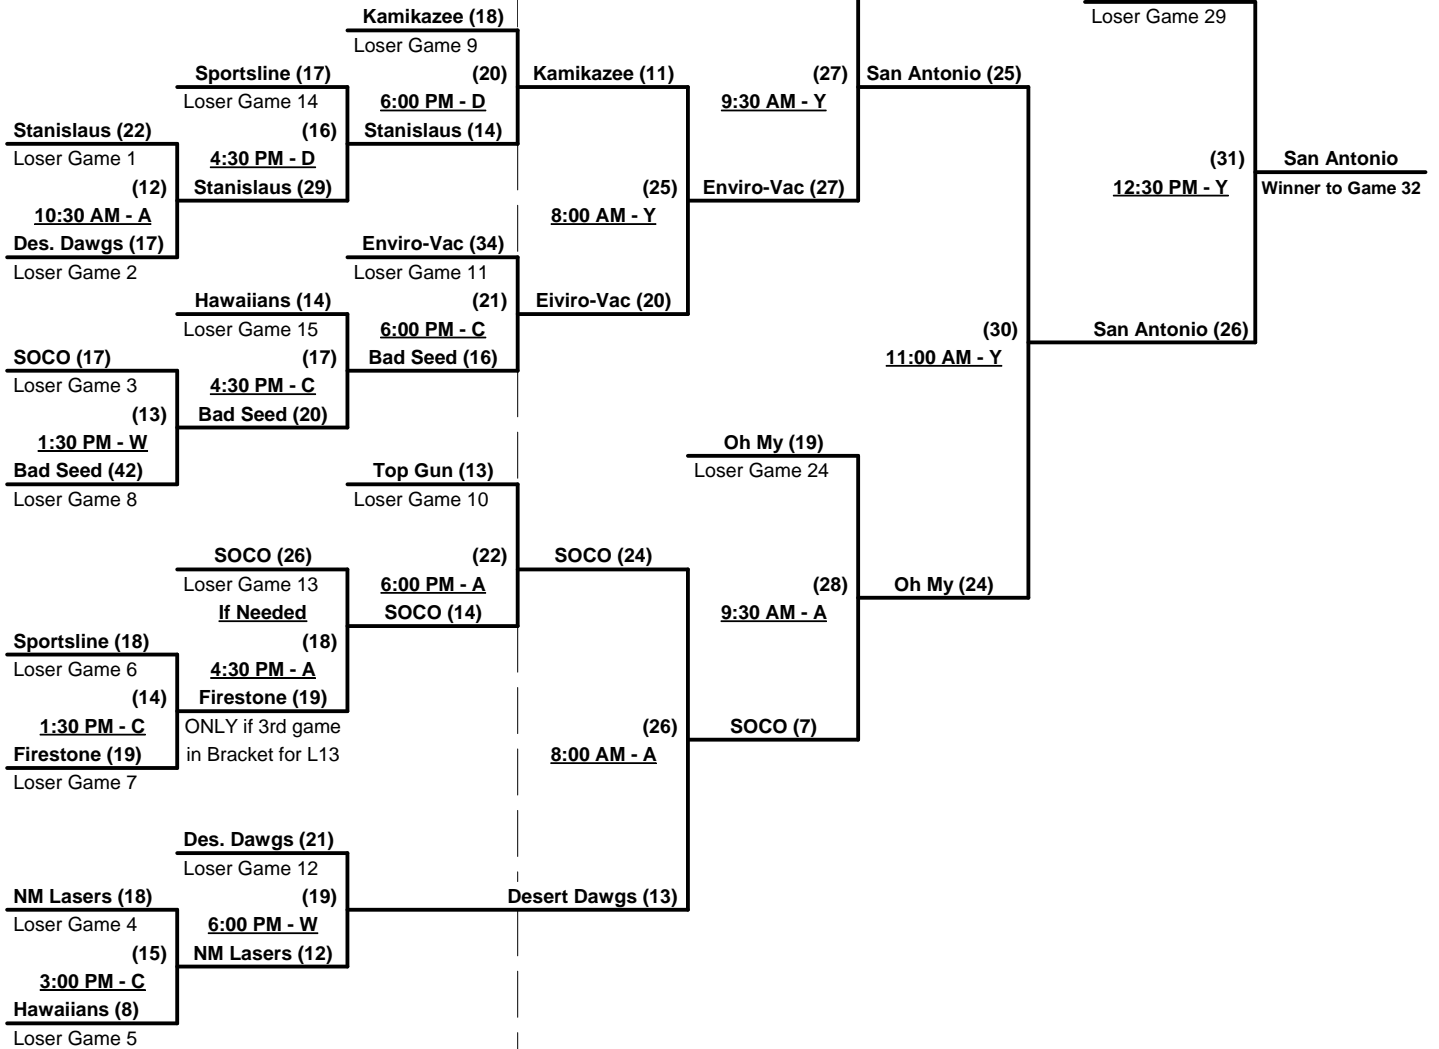 Kamikazee (18)
Loser Game 9
Loser Game 29
Sportsline (17)
(20)
Kamikazee (11)
(27)
San Antonio (25)
Loser Game 14
6:00 PM - D
9:30 AM - Y
Stanislaus (22)
(16)
Stanislaus (14)
Loser Game 1
4:30 PM - D
(31)
San Antonio
(12)
Stanislaus (29)
(25)
Enviro-Vac (27)
12:30 PM - Y
Winner to Game 32
10:30 AM - A
8:00 AM - Y
Des. Dawgs (17)
Enviro-Vac (34)
Loser Game 2
Loser Game 11
Hawaiians (14)
(21)
Eiviro-Vac (20)
Loser Game 15
6:00 PM - C
(30)
San Antonio (26)
SOCO (17)
(17)
Bad Seed (16)
11:00 AM - Y
Loser Game 3
4:30 PM - C
(13)
Bad Seed (20)
1:30 PM - W
Oh My (19)
Bad Seed (42)
Top Gun (13)
Loser Game 24
Loser Game 8
Loser Game 10
SOCO (26)
(22)
SOCO (24)
Loser Game 13
6:00 PM - A
(28)
Oh My (24)
If Needed
SOCO (14)
9:30 AM - A
Sportsline (18)
(18)
Loser Game 6
4:30 PM - A
(14)
Firestone (19)
1:30 PM - C
ONLY if 3rd game
(26)
SOCO (7)
Firestone (19)
in Bracket for L13
8:00 AM - A
Loser Game 7
Des. Dawgs (21)
Loser Game 12
NM Lasers (18)
(19)
Desert Dawgs (13)
Loser Game 4
6:00 PM - W
(15)
NM Lasers (12)
3:00 PM - C
Hawaiians (8)
Loser Game 5